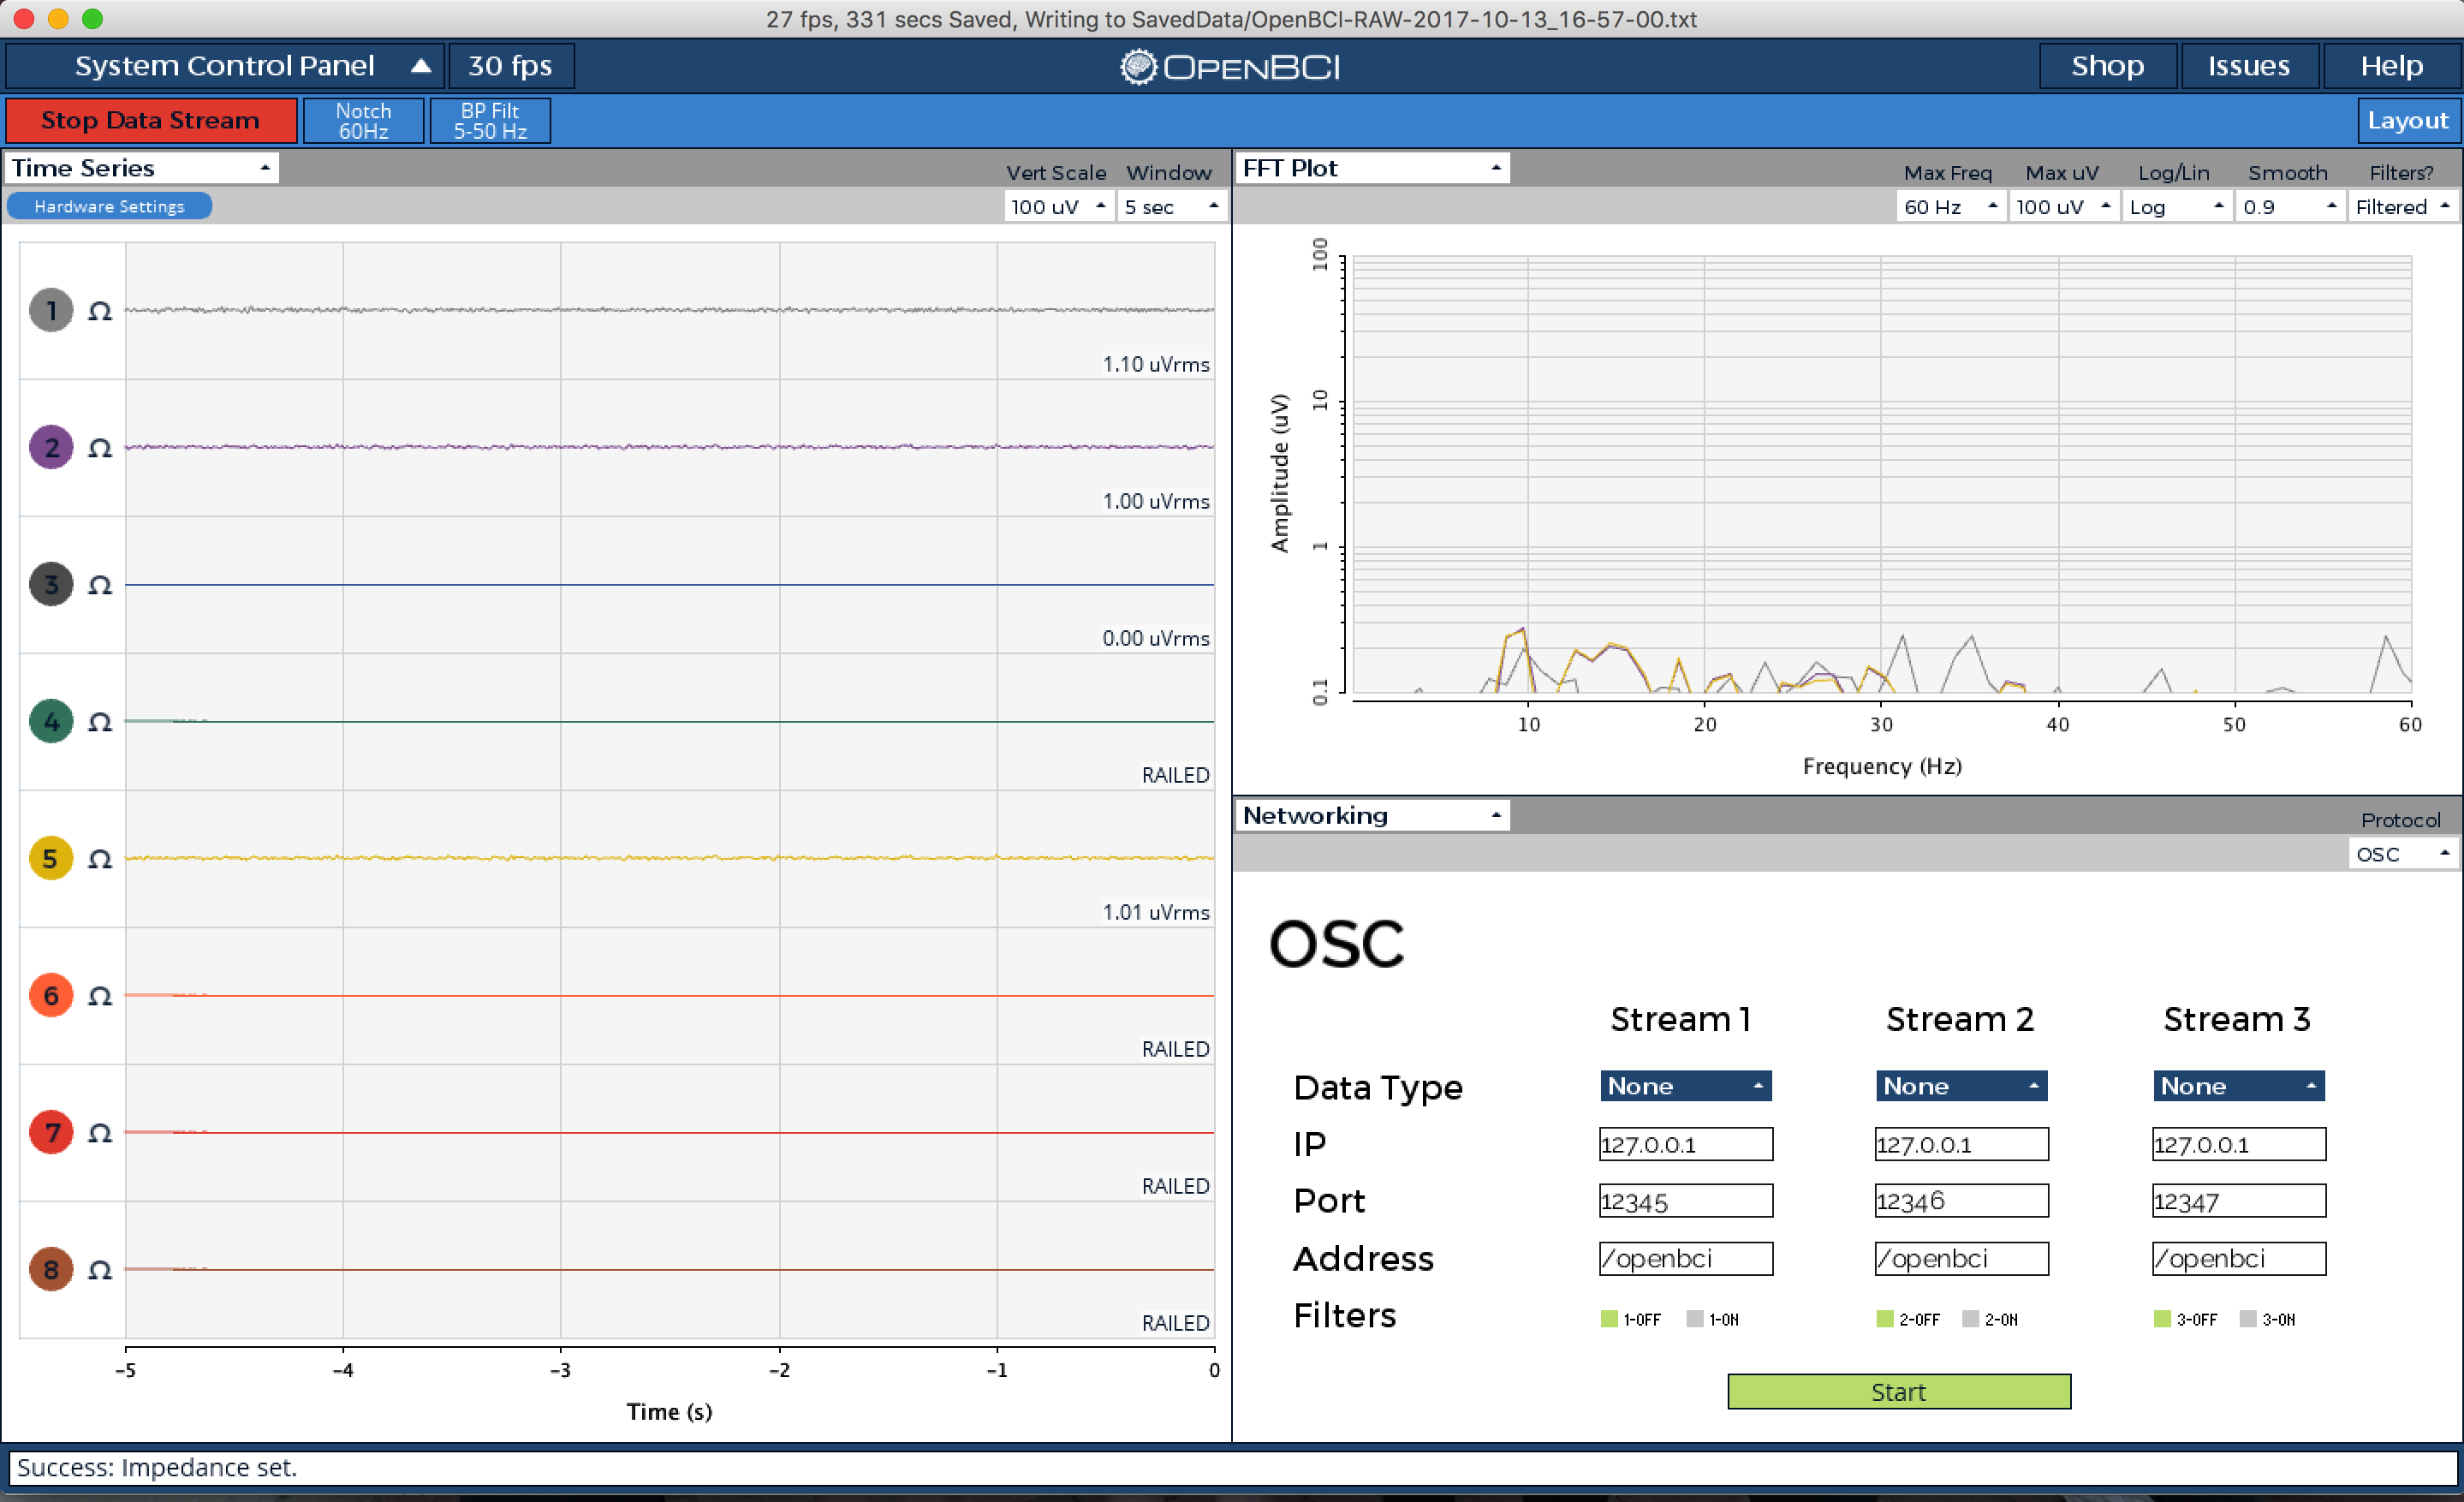 27 fps, 331 secs Saved, Writing to SavedData/OpenBCI-RAW-2017-10-13_16-57-00.txt
System Control Panel 30 fps OPENBCI Shop Issues Help
Stop Data Stream Notch 60Hz BP Filt 5-50 Hz Layout
Time Series Vert Scale Window
Hardware Settings 100 uV 5 sec
1 Ω
1.10 uVrms
2 Ω
1.00 uVrms
3 Ω
0.00 uVrms
4 Ω
RAILED
5 Ω
1.01 uVrms
6 Ω
RAILED
7 Ω
RAILED
8 Ω
RAILED
-5 -4 -3 -2 -1 0
Time (s)
FFT Plot Max Freq Max uV Log/Lin Smooth Filters?
60 Hz 100 uV Log 0.9 Filtered
100
10
1
0.1
Amplitude (uV)
10 20 30 40 50 60
Frequency (Hz)
Networking Protocol
OSC
OSC
Stream 1 Stream 2 Stream 3
Data Type None None None
IP 127.0.0.1 127.0.0.1 127.0.0.1
Port 12345 12346 12347
Address /openbci /openbci /openbci
Filters 1-OFF 1-ON 2-OFF 2-ON 3-OFF 3-ON
Start
Success: Impedance set.